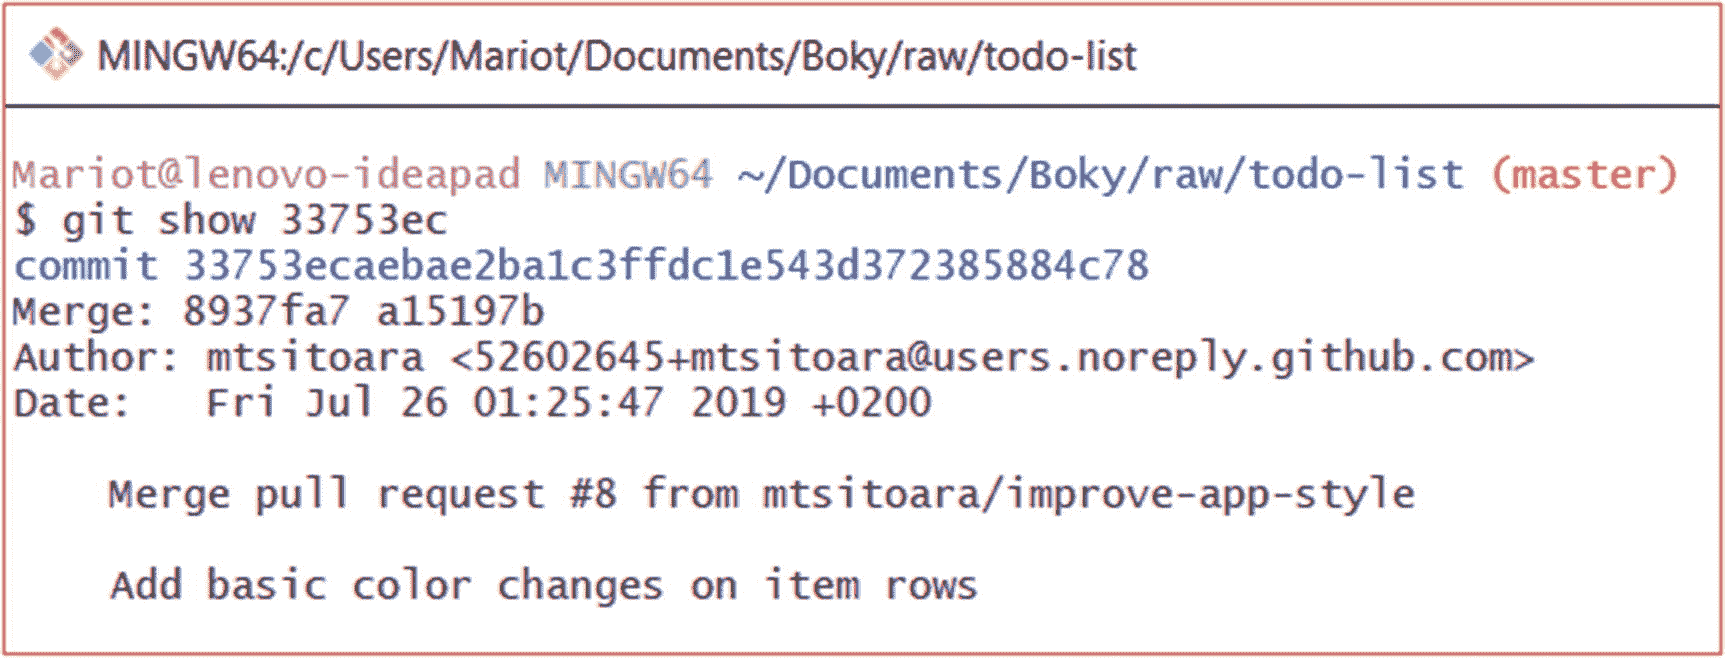 MINGW64:/c/Users/Mariot/Documents/Boky/raw/todo-list
Mariot@lenovo-ideapad MINGW64 ~/Documents/Boky/raw/todo-list (master)
$ git show 33753ec
commit 33753ecaebae2ba1c3ffdc1e543d372385884c78
Merge: 8937fa7 a15197b
Author: mtsitoara <52602645+mtsitoara@users.noreply.github.com>
Date:   Fri Jul 26 01:25:47 2019 +0200
Merge pull request #8 from mtsitoara/improve-app-style
Add basic color changes on item rows